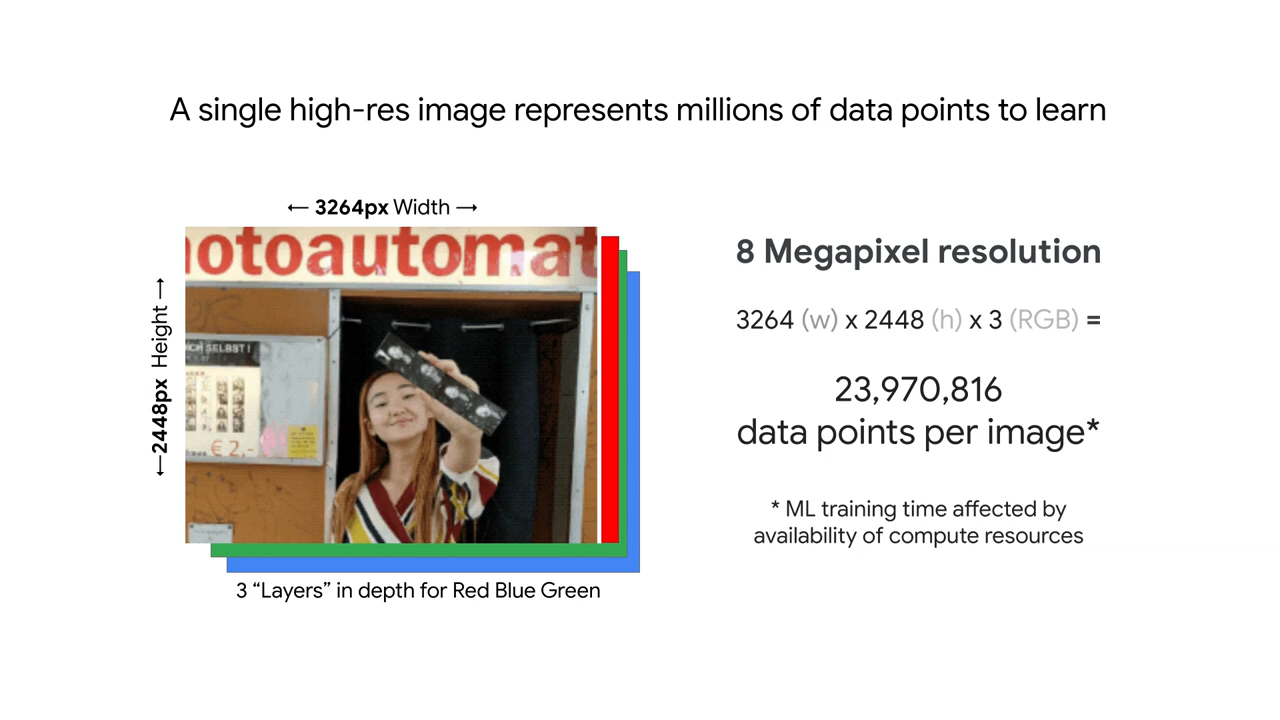 A single high-res image represents millions of data points to learn
← 3264px Width →
←2448px Height →
otoautomat
SELBST!
€ 2,-
3 “Layers” in depth for Red Blue Green
8 Megapixel resolution
3264 (w) x 2448 (h) x 3 (RGB) =
23,970,816
data points per image*
* ML training time affected by
availability of compute resources